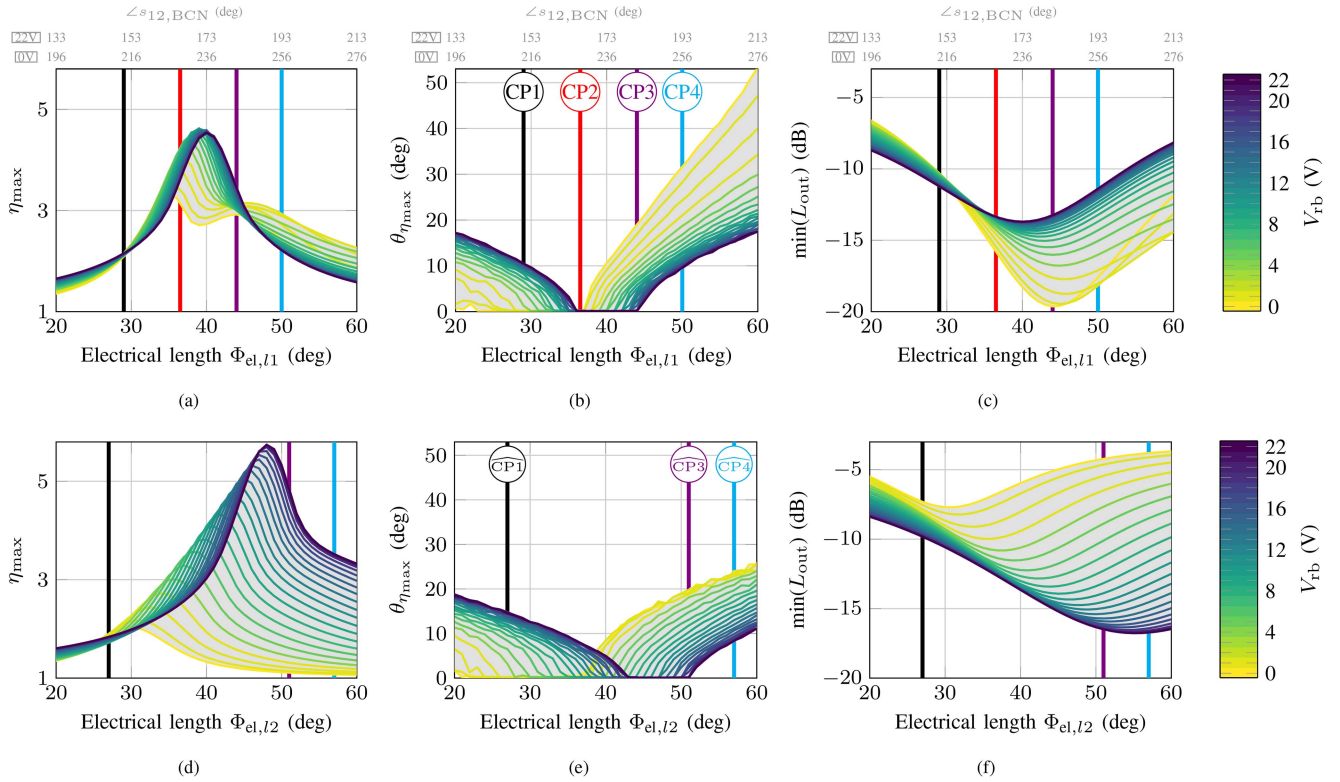 ∠s12,BCN (deg) ∠s12,BCN (deg) ∠s12,BCN (deg)
22V 133 153 173 193 213 22V 133 153 173 193 213 22V 133 153 173 193 213
0V 196 216 236 256 276 0V 196 216 236 256 276 0V 196 216 236 256 276
5
3
1
ηmax
20 30 40 50 60
Electrical length Φel,l1 (deg)
(a)
CP1 CP2 CP3 CP4
50
40
30
20
10
0
θηmax (deg)
20 30 40 50 60
Electrical length Φel,l1 (deg)
(b)
−5
−10
−15
−20
min(Lout) (dB)
20 30 40 50 60
Electrical length Φel,l1 (deg)
(c)
22
20
16
12
8
4
0
Vrb (V)
5
3
1
ηmax
20 30 40 50 60
Electrical length Φel,l2 (deg)
(d)
C͡P1 C͡P3 C͡P4
50
40
30
20
10
0
θηmax (deg)
20 30 40 50 60
Electrical length Φel,l2 (deg)
(e)
−5
−10
−15
−20
min(Lout) (dB)
20 30 40 50 60
Electrical length Φel,l2 (deg)
(f)
22
20
16
12
8
4
0
Vrb (V)